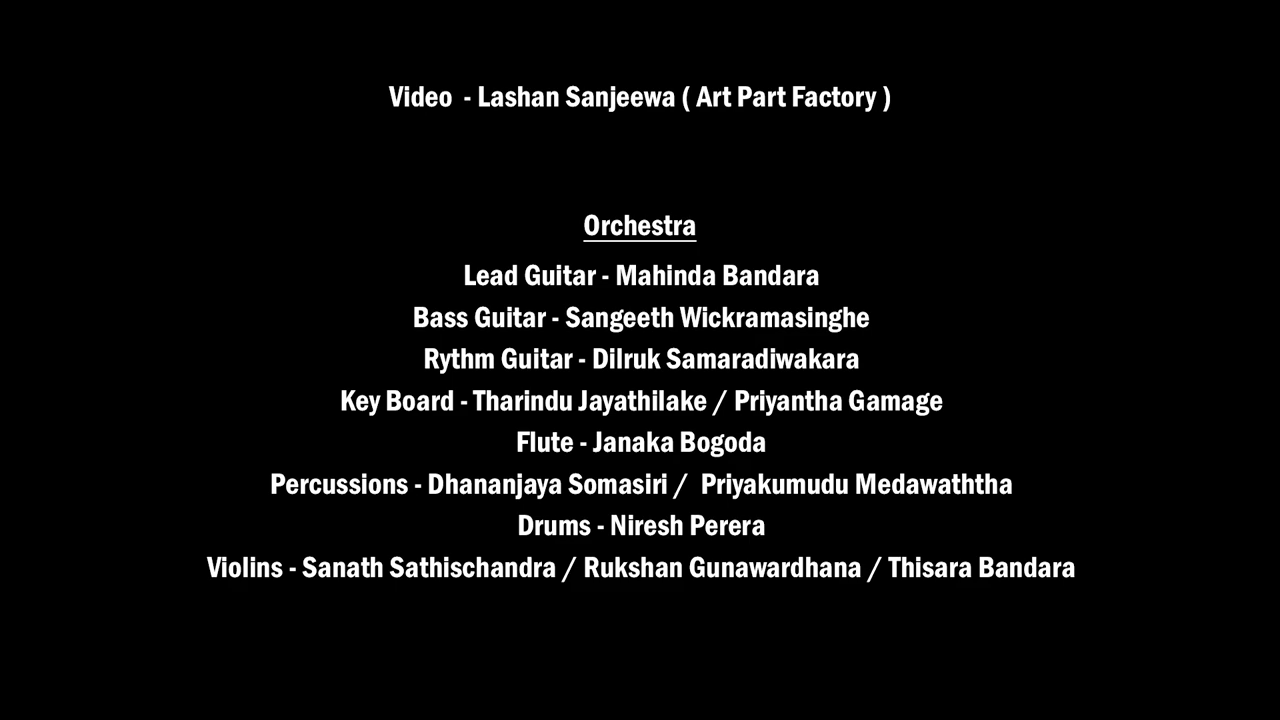 Video - Lashan Sanjeewa ( Art Part Factory )
Orchestra
Lead Guitar - Mahinda Bandara
Bass Guitar - Sangeeth Wickramasinghe
Rythm Guitar - Dilruk Samaradiwakara
Key Board - Tharindu Jayathilake / Priyantha Gamage
Flute - Janaka Bogoda
Percussions - Dhananjaya Somasiri / Priyakumudu Medawaththa
Drums - Niresh Perera
Violins - Sanath Sathischandra / Rukshan Gunawardhana / Thisara Bandara